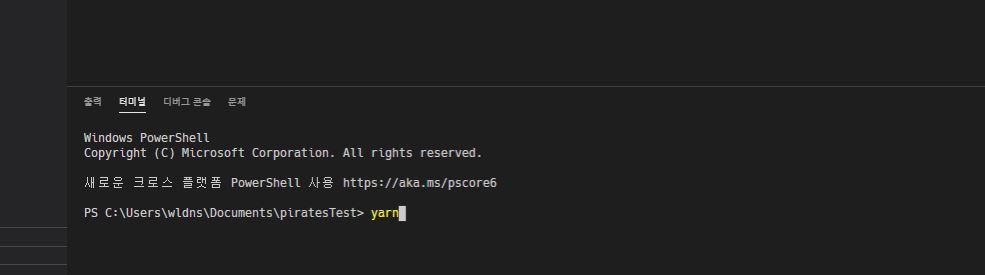 출력 터미널 디버그 콘솔 문제
Windows PowerShell
Copyright (C) Microsoft Corporation. All rights reserved.
새로운 크로스 플랫폼 PowerShell 사용 https://aka.ms/pscore6
PS C:\Users\wldns\Documents\piratesTest> yarn